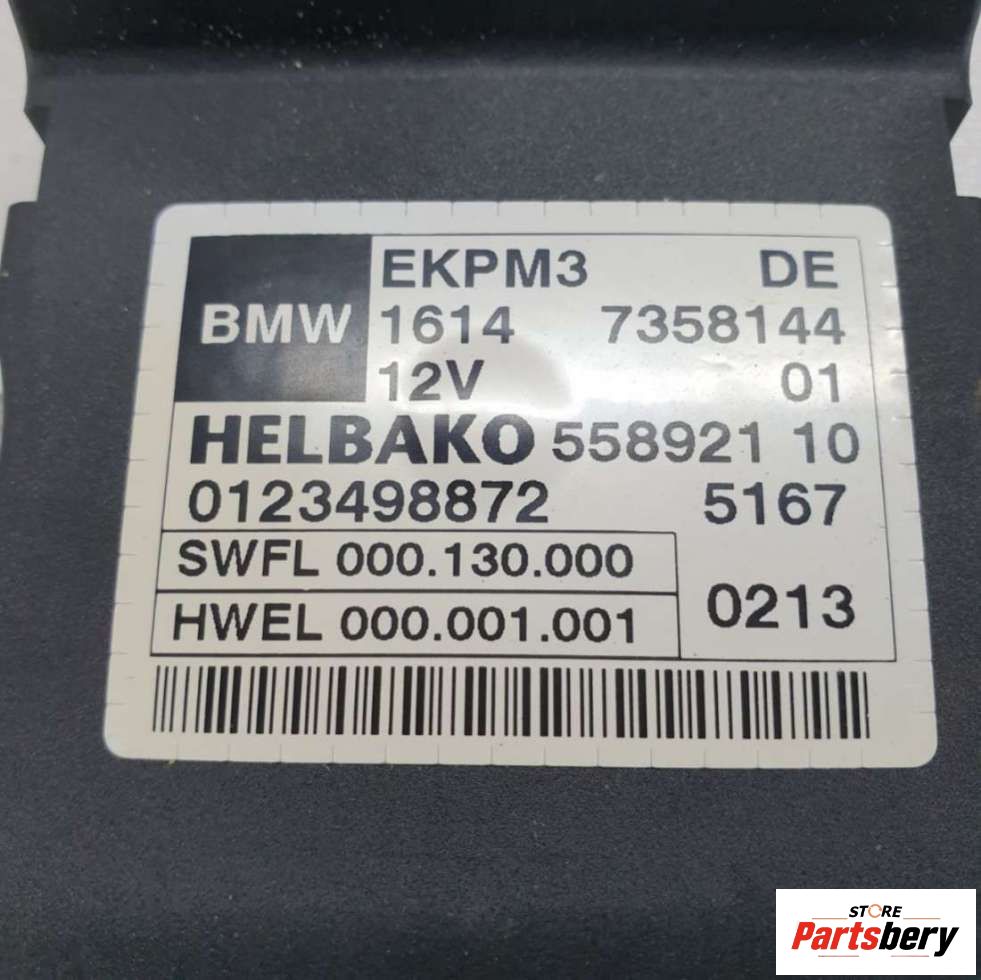 EKPM3 DE
BMW 1614 7358144
12V 01
HELBAKO 558921 10
0123498872 5167
SWFL 000.130.000
HWEL 000.001.001 0213
STORE
Partsbery